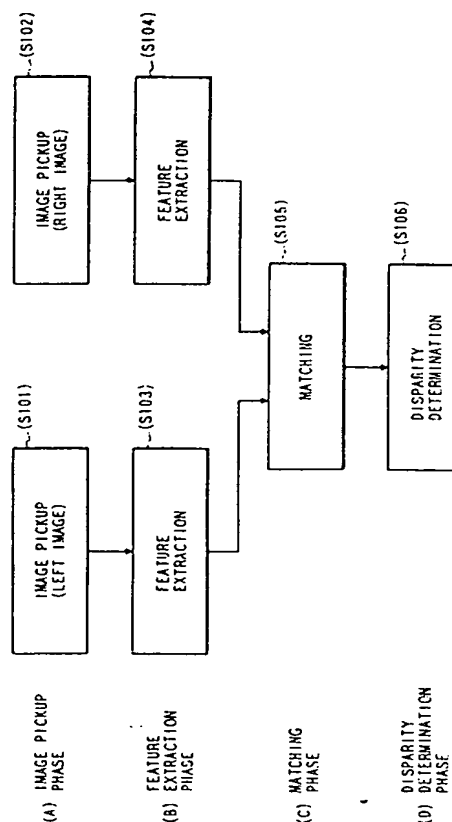 (A) IMAGE PICKUP
PHASE
IMAGE PICKUP
(LEFT IMAGE)
(S101)
IMAGE PICKUP
(RIGHT IMAGE)
(S102)
(B) FEATURE
EXTRACTION
PHASE
FEATURE
EXTRACTION
(S103)
FEATURE
EXTRACTION
(S104)
(C) MATCHING
PHASE
MATCHING
(S105)
(D) DISPARITY
DETERMINATION
PHASE
DISPARITY
DETERMINATION
(S106)